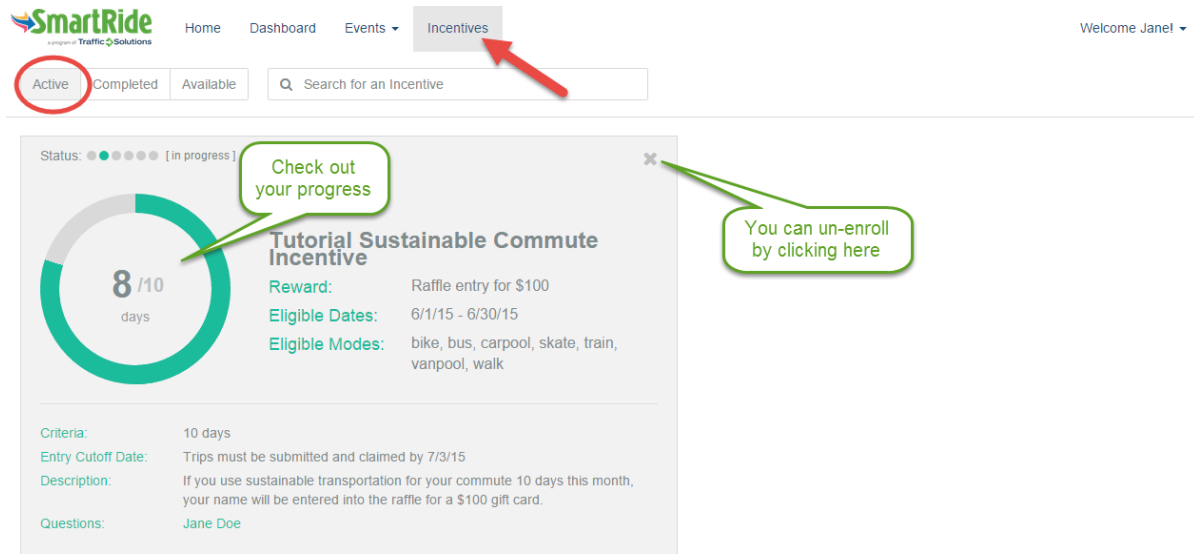 SmartRide
a program of Traffic Solutions
Home Dashboard Events Incentives Welcome Jane!
Active Completed Available Search for an Incentive
Status: [ in progress ]
Check out
your progress
You can un-enroll
by clicking here
8 /10
days
Tutorial Sustainable Commute
Incentive
Reward: Raffle entry for $100
Eligible Dates: 6/1/15 - 6/30/15
Eligible Modes: bike, bus, carpool, skate, train,
vanpool, walk
Criteria: 10 days
Entry Cutoff Date: Trips must be submitted and claimed by 7/3/15
Description: If you use sustainable transportation for your commute 10 days this month,
your name will be entered into the raffle for a $100 gift card.
Questions: Jane Doe